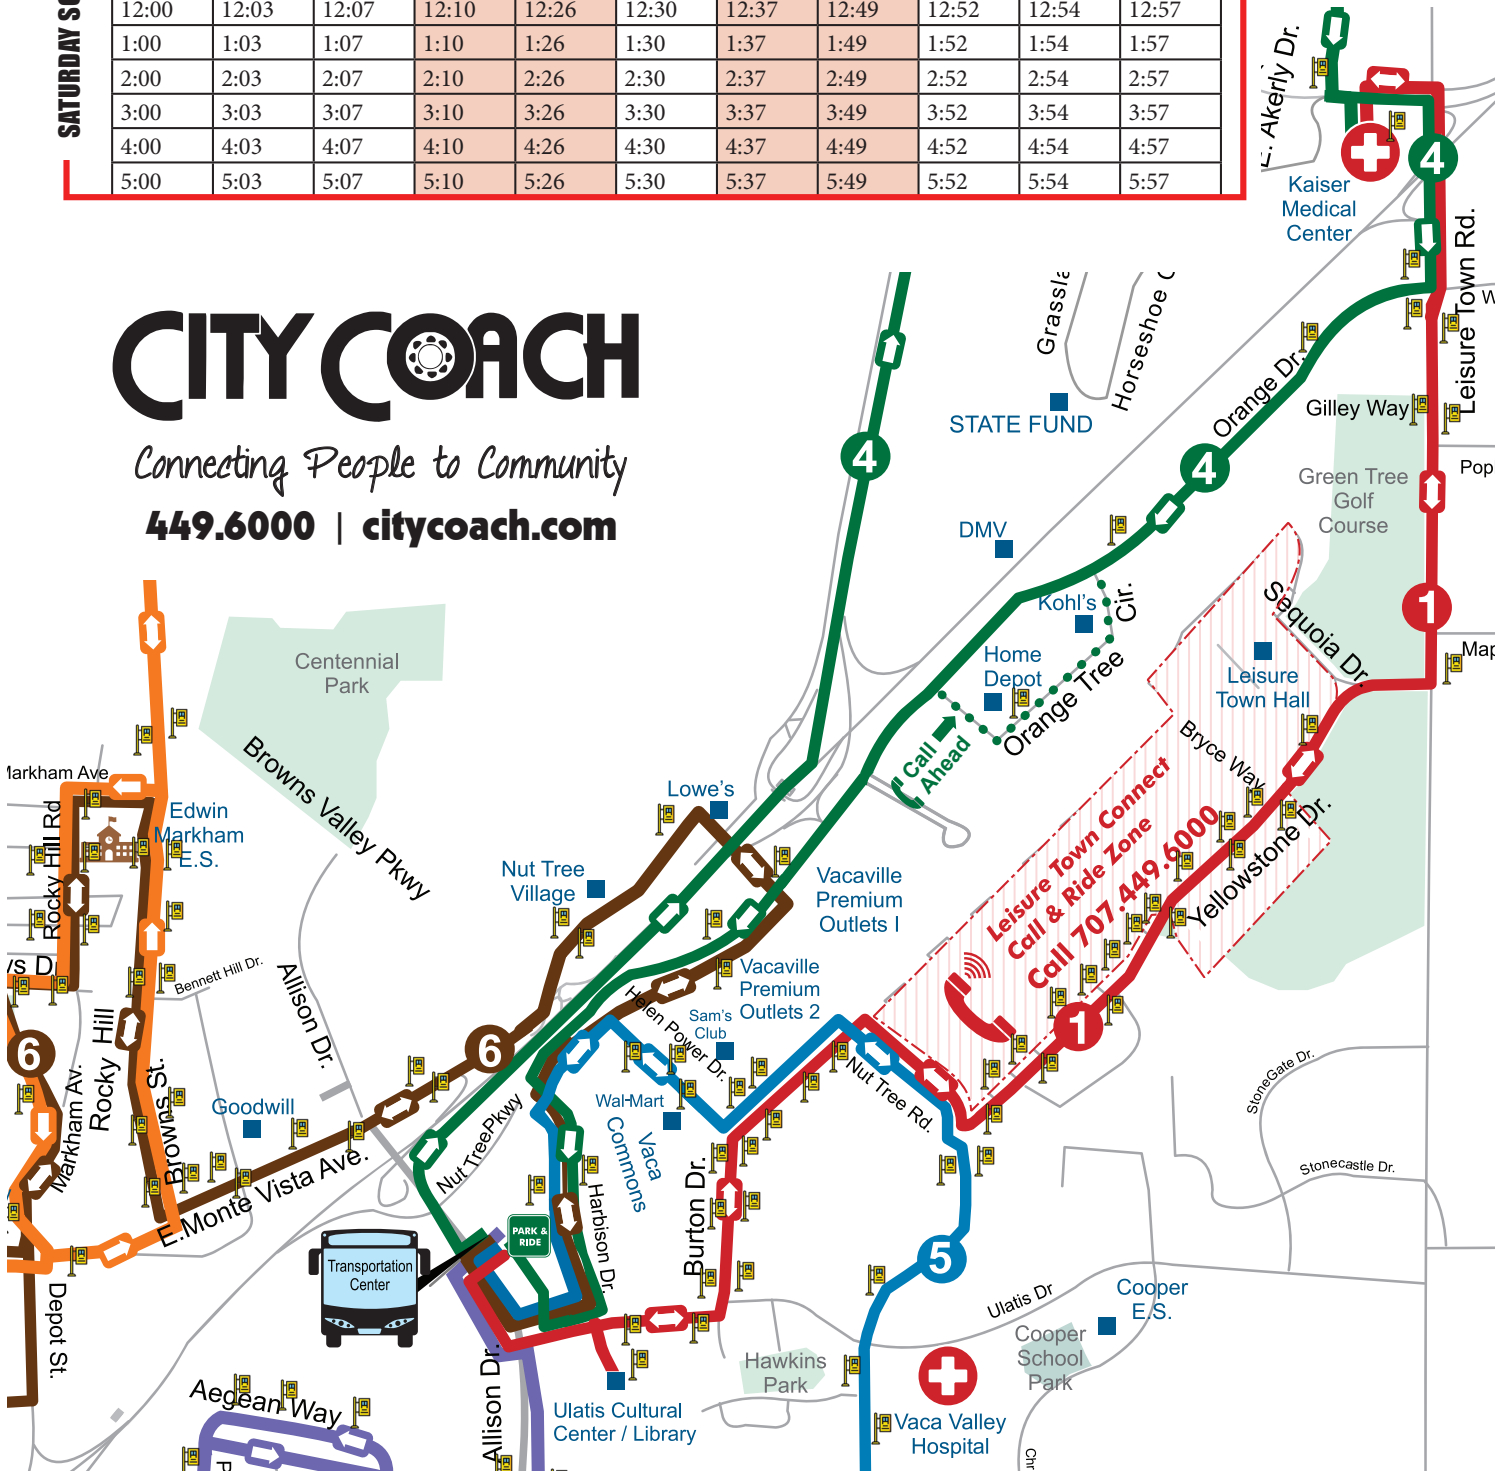 SATURDAY
12:00 12:03 12:07 12:10 12:26 12:30 12:37 12:49 12:52 12:54 12:57
1:00 1:03 1:07 1:10 1:26 1:30 1:37 1:49 1:52 1:54 1:57
2:00 2:03 2:07 2:10 2:26 2:30 2:37 2:49 2:52 2:54 2:57
3:00 3:03 3:07 3:10 3:26 3:30 3:37 3:49 3:52 3:54 3:57
4:00 4:03 4:07 4:10 4:26 4:30 4:37 4:49 4:52 4:54 4:57
5:00 5:03 5:07 5:10 5:26 5:30 5:37 5:49 5:52 5:54 5:57
E. Akerly Dr.
4
Kaiser
Medical
Center
Leisure Town Rd.
CITY COACH
Connecting People to Community
449.6000 | citycoach.com
4
Horseshoe
STATE FUND
Orange Dr.
4
Gilley Way
Green Tree
Golf
Course
DMV
Kohl's
Home
Depot
Orange Tree
Cir.
Call
Ahead
1
Sequoia Dr.
Leisure
Town Hall
Bryce Way
Yellowstone Dr.
Leisure Town Connect
Call & Ride Zone
Call 707.449.6000
1
Centennial
Park
Browns Valley Pkwy
Markham Ave
Rocky Hill Rd
Edwin
Markham
E.S.
Lowe's
Nut Tree
Village
Vacaville
Premium
Outlets I
Vacaville
Premium
Outlets 2
Bennett Hill Dr.
Allison Dr.
6
6
Rocky Hill
Markham Av.
Browns St.
Goodwill
E.Monte Vista Ave.
Nut TreePkwy
Helen Power Dr.
Sam's
Club
Wal-Mart
Vaca
Commons
Nut Tree Rd.
Harbison Dr.
Burton Dr.
PARK &
RIDE
Transportation
Center
5
StoneGate Dr.
Stonecastle Dr.
Ulatis Dr
Cooper
E.S.
Cooper
School
Park
Hawkins
Park
Vaca Valley
Hospital
Ulatis Cultural
Center / Library
Allison Dr.
Depot St.
Aegean Way